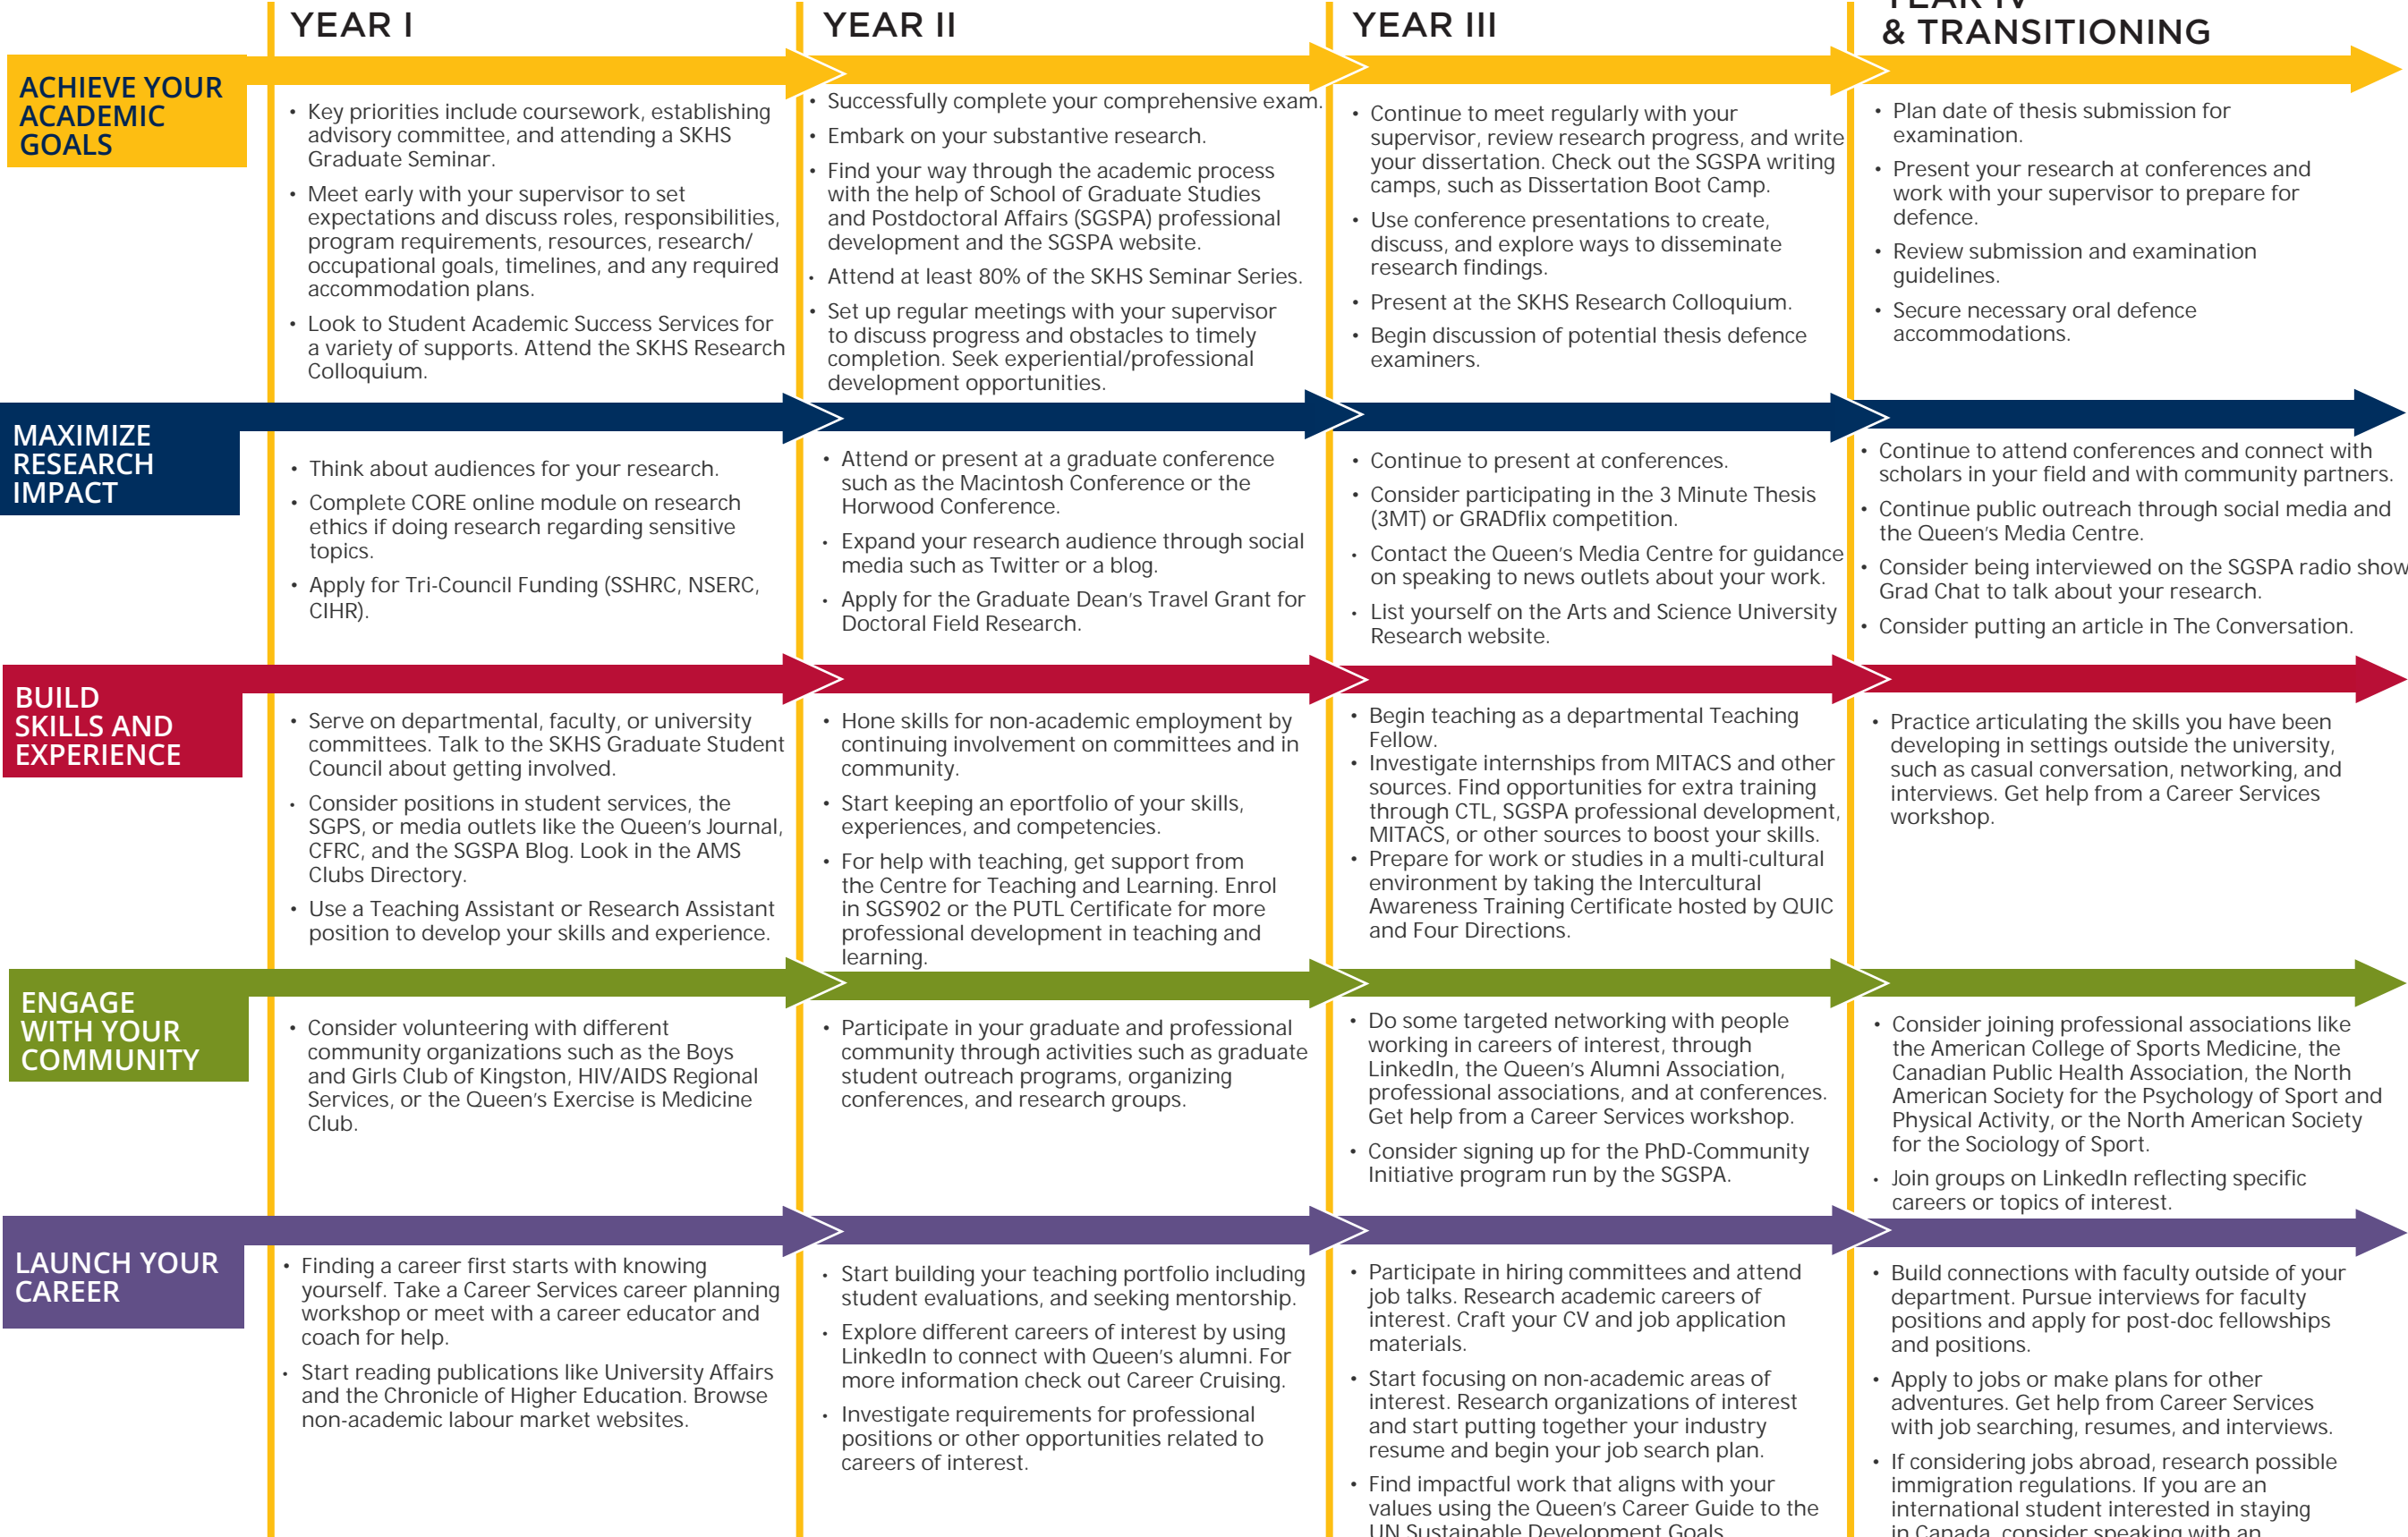 YEAR I
YEAR II
YEAR III
YEAR IV
& TRANSITIONING
ACHIEVE YOUR
ACADEMIC
GOALS
• Key priorities include coursework, establishing
advisory committee, and attending a SKHS
Graduate Seminar.
• Meet early with your supervisor to set
expectations and discuss roles, responsibilities,
program requirements, resources, research/
occupational goals, timelines, and any required
accommodation plans.
• Look to Student Academic Success Services for
a variety of supports. Attend the SKHS Research
Colloquium.
• Successfully complete your comprehensive exam.
• Embark on your substantive research.
• Find your way through the academic process
with the help of School of Graduate Studies
and Postdoctoral Affairs (SGSPA) professional
development and the SGSPA website.
• Attend at least 80% of the SKHS Seminar Series.
• Set up regular meetings with your supervisor
to discuss progress and obstacles to timely
completion. Seek experiential/professional
development opportunities.
• Continue to meet regularly with your
supervisor, review research progress, and write
your dissertation. Check out the SGSPA writing
camps, such as Dissertation Boot Camp.
• Use conference presentations to create,
discuss, and explore ways to disseminate
research findings.
• Present at the SKHS Research Colloquium.
• Begin discussion of potential thesis defence
examiners.
• Plan date of thesis submission for
examination.
• Present your research at conferences and
work with your supervisor to prepare for
defence.
• Review submission and examination
guidelines.
• Secure necessary oral defence
accommodations.
MAXIMIZE
RESEARCH
IMPACT
• Think about audiences for your research.
• Complete CORE online module on research
ethics if doing research regarding sensitive
topics.
• Apply for Tri-Council Funding (SSHRC, NSERC,
CIHR).
• Attend or present at a graduate conference
such as the Macintosh Conference or the
Horwood Conference.
• Expand your research audience through social
media such as Twitter or a blog.
• Apply for the Graduate Dean's Travel Grant for
Doctoral Field Research.
• Continue to present at conferences.
• Consider participating in the 3 Minute Thesis
(3MT) or GRADflix competition.
• Contact the Queen's Media Centre for guidance
on speaking to news outlets about your work.
• List yourself on the Arts and Science University
Research website.
• Continue to attend conferences and connect with
scholars in your field and with community partners.
• Continue public outreach through social media and
the Queen's Media Centre.
• Consider being interviewed on the SGSPA radio show
Grad Chat to talk about your research.
• Consider putting an article in The Conversation.
BUILD
SKILLS AND
EXPERIENCE
• Serve on departmental, faculty, or university
committees. Talk to the SKHS Graduate Student
Council about getting involved.
• Consider positions in student services, the
SGPS, or media outlets like the Queen's Journal,
CFRC, and the SGSPA Blog. Look in the AMS
Clubs Directory.
• Use a Teaching Assistant or Research Assistant
position to develop your skills and experience.
• Hone skills for non-academic employment by
continuing involvement on committees and in
community.
• Start keeping an eportfolio of your skills,
experiences, and competencies.
• For help with teaching, get support from
the Centre for Teaching and Learning. Enrol
in SGS902 or the PUTL Certificate for more
professional development in teaching and
learning.
• Begin teaching as a departmental Teaching
Fellow.
• Investigate internships from MITACS and other
sources. Find opportunities for extra training
through CTL, SGSPA professional development,
MITACS, or other sources to boost your skills.
• Prepare for work or studies in a multi-cultural
environment by taking the Intercultural
Awareness Training Certificate hosted by QUIC
and Four Directions.
• Practice articulating the skills you have been
developing in settings outside the university,
such as casual conversation, networking, and
interviews. Get help from a Career Services
workshop.
ENGAGE
WITH YOUR
COMMUNITY
• Consider volunteering with different
community organizations such as the Boys
and Girls Club of Kingston, HIV/AIDS Regional
Services, or the Queen's Exercise is Medicine
Club.
• Participate in your graduate and professional
community through activities such as graduate
student outreach programs, organizing
conferences, and research groups.
• Do some targeted networking with people
working in careers of interest, through
LinkedIn, the Queen's Alumni Association,
professional associations, and at conferences.
Get help from a Career Services workshop.
• Consider signing up for the PhD-Community
Initiative program run by the SGSPA.
• Consider joining professional associations like
the American College of Sports Medicine, the
Canadian Public Health Association, the North
American Society for the Psychology of Sport and
Physical Activity, or the North American Society
for the Sociology of Sport.
• Join groups on LinkedIn reflecting specific
careers or topics of interest.
LAUNCH YOUR
CAREER
• Finding a career first starts with knowing
yourself. Take a Career Services career planning
workshop or meet with a career educator and
coach for help.
• Start reading publications like University Affairs
and the Chronicle of Higher Education. Browse
non-academic labour market websites.
• Start building your teaching portfolio including
student evaluations, and seeking mentorship.
• Explore different careers of interest by using
LinkedIn to connect with Queen's alumni. For
more information check out Career Cruising.
• Investigate requirements for professional
positions or other opportunities related to
careers of interest.
• Participate in hiring committees and attend
job talks. Research academic careers of
interest. Craft your CV and job application
materials.
• Start focusing on non-academic areas of
interest. Research organizations of interest
and start putting together your industry
resume and begin your job search plan.
• Find impactful work that aligns with your
values using the Queen's Career Guide to the
UN Sustainable Development Goals
• Build connections with faculty outside of your
department. Pursue interviews for faculty
positions and apply for post-doc fellowships
and positions.
• Apply to jobs or make plans for other
adventures. Get help from Career Services
with job searching, resumes, and interviews.
• If considering jobs abroad, research possible
immigration regulations. If you are an
international student interested in staying
in Canada, consider speaking with an